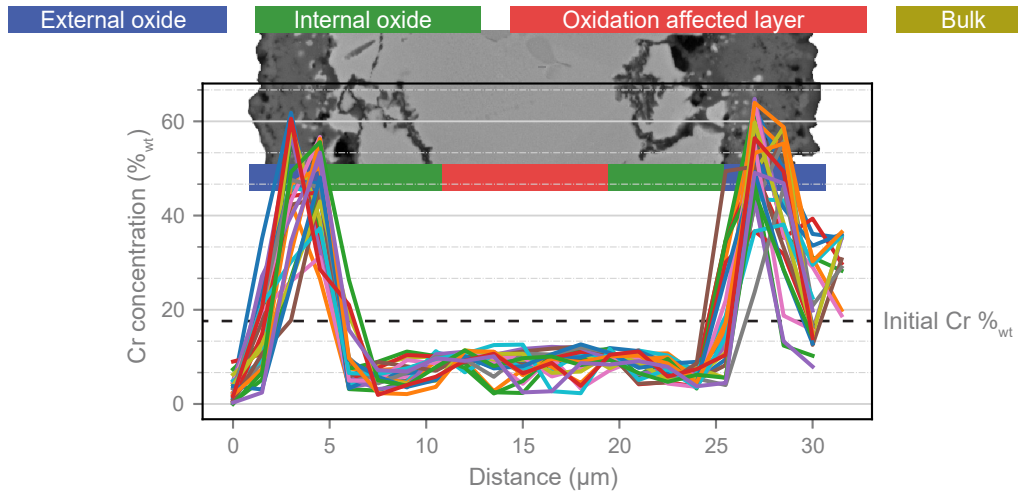 External oxide Internal oxide Oxidation affected layer Bulk
60
40
20
0
Cr concentration (%wt)
Initial Cr %wt
0 5 10 15 20 25 30
Distance (µm)